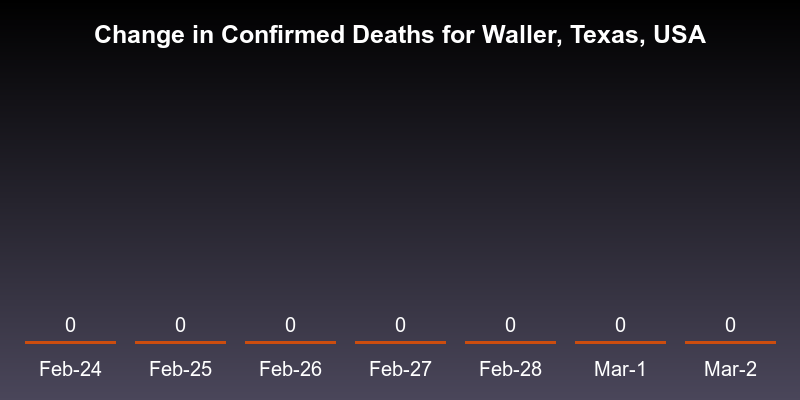 Change in Confirmed Deaths for Waller, Texas, USA
0 0 0 0 0 0 0
Feb-24 Feb-25 Feb-26 Feb-27 Feb-28 Mar-1 Mar-2